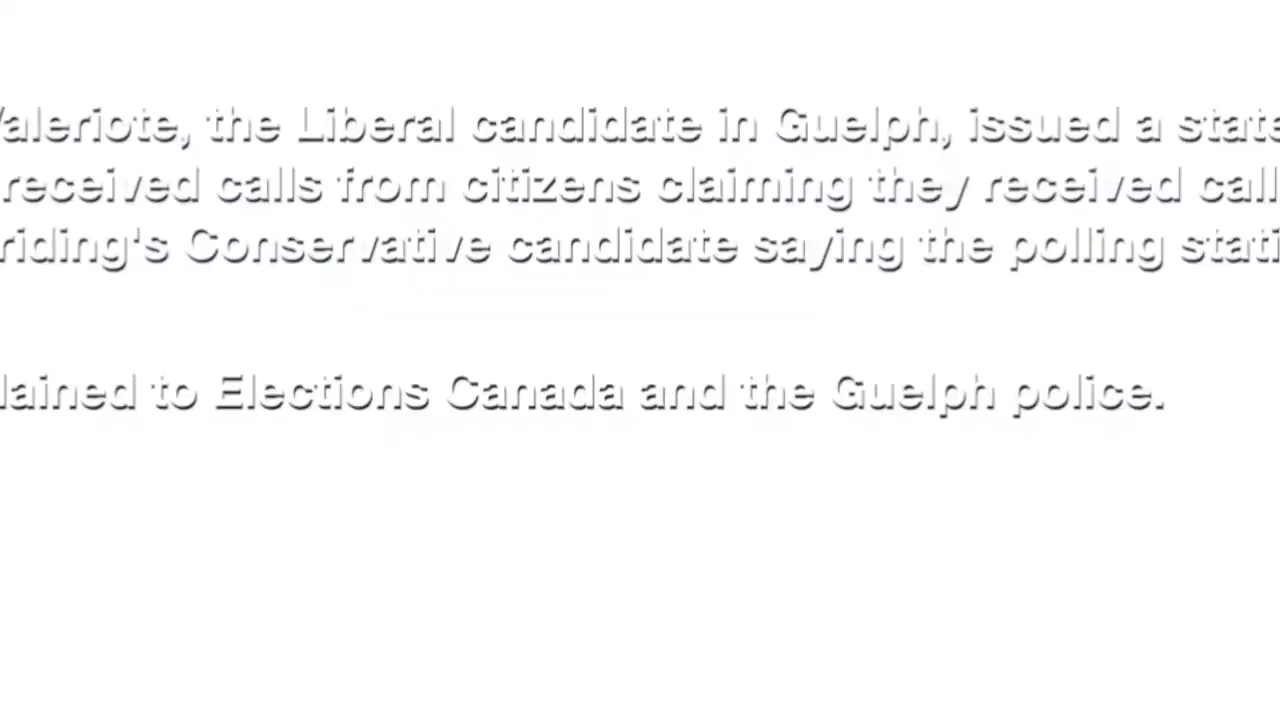 Valeriote, the Liberal candidate in Guelph, issued a state
received calls from citizens claiming they received call
riding's Conservative candidate saying the polling stati
lained to Elections Canada and the Guelph police.